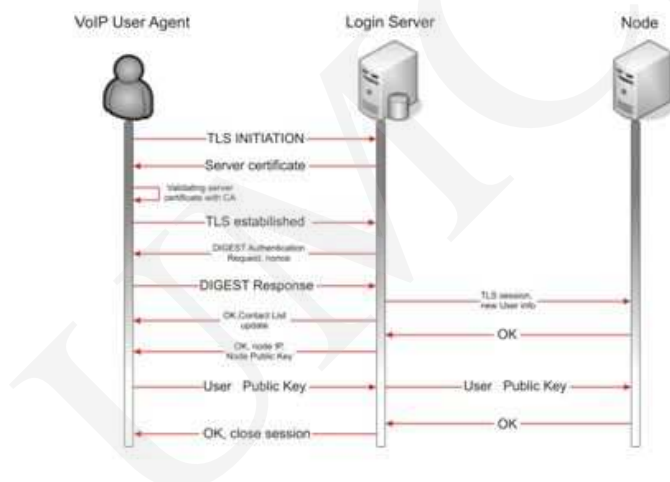 VoIP User Agent
Login Server
Node
TLS INITIATION
Server certificate
Validating server
certificate with CA
TLS estabilished
DIGEST Authentication
Request, nonce
DIGEST Response
TLS session,
new User info
OK,Contact List
update
OK
OK, node IP,
Node Public Key
User Public Key
User Public Key
OK
OK, close session
UMC